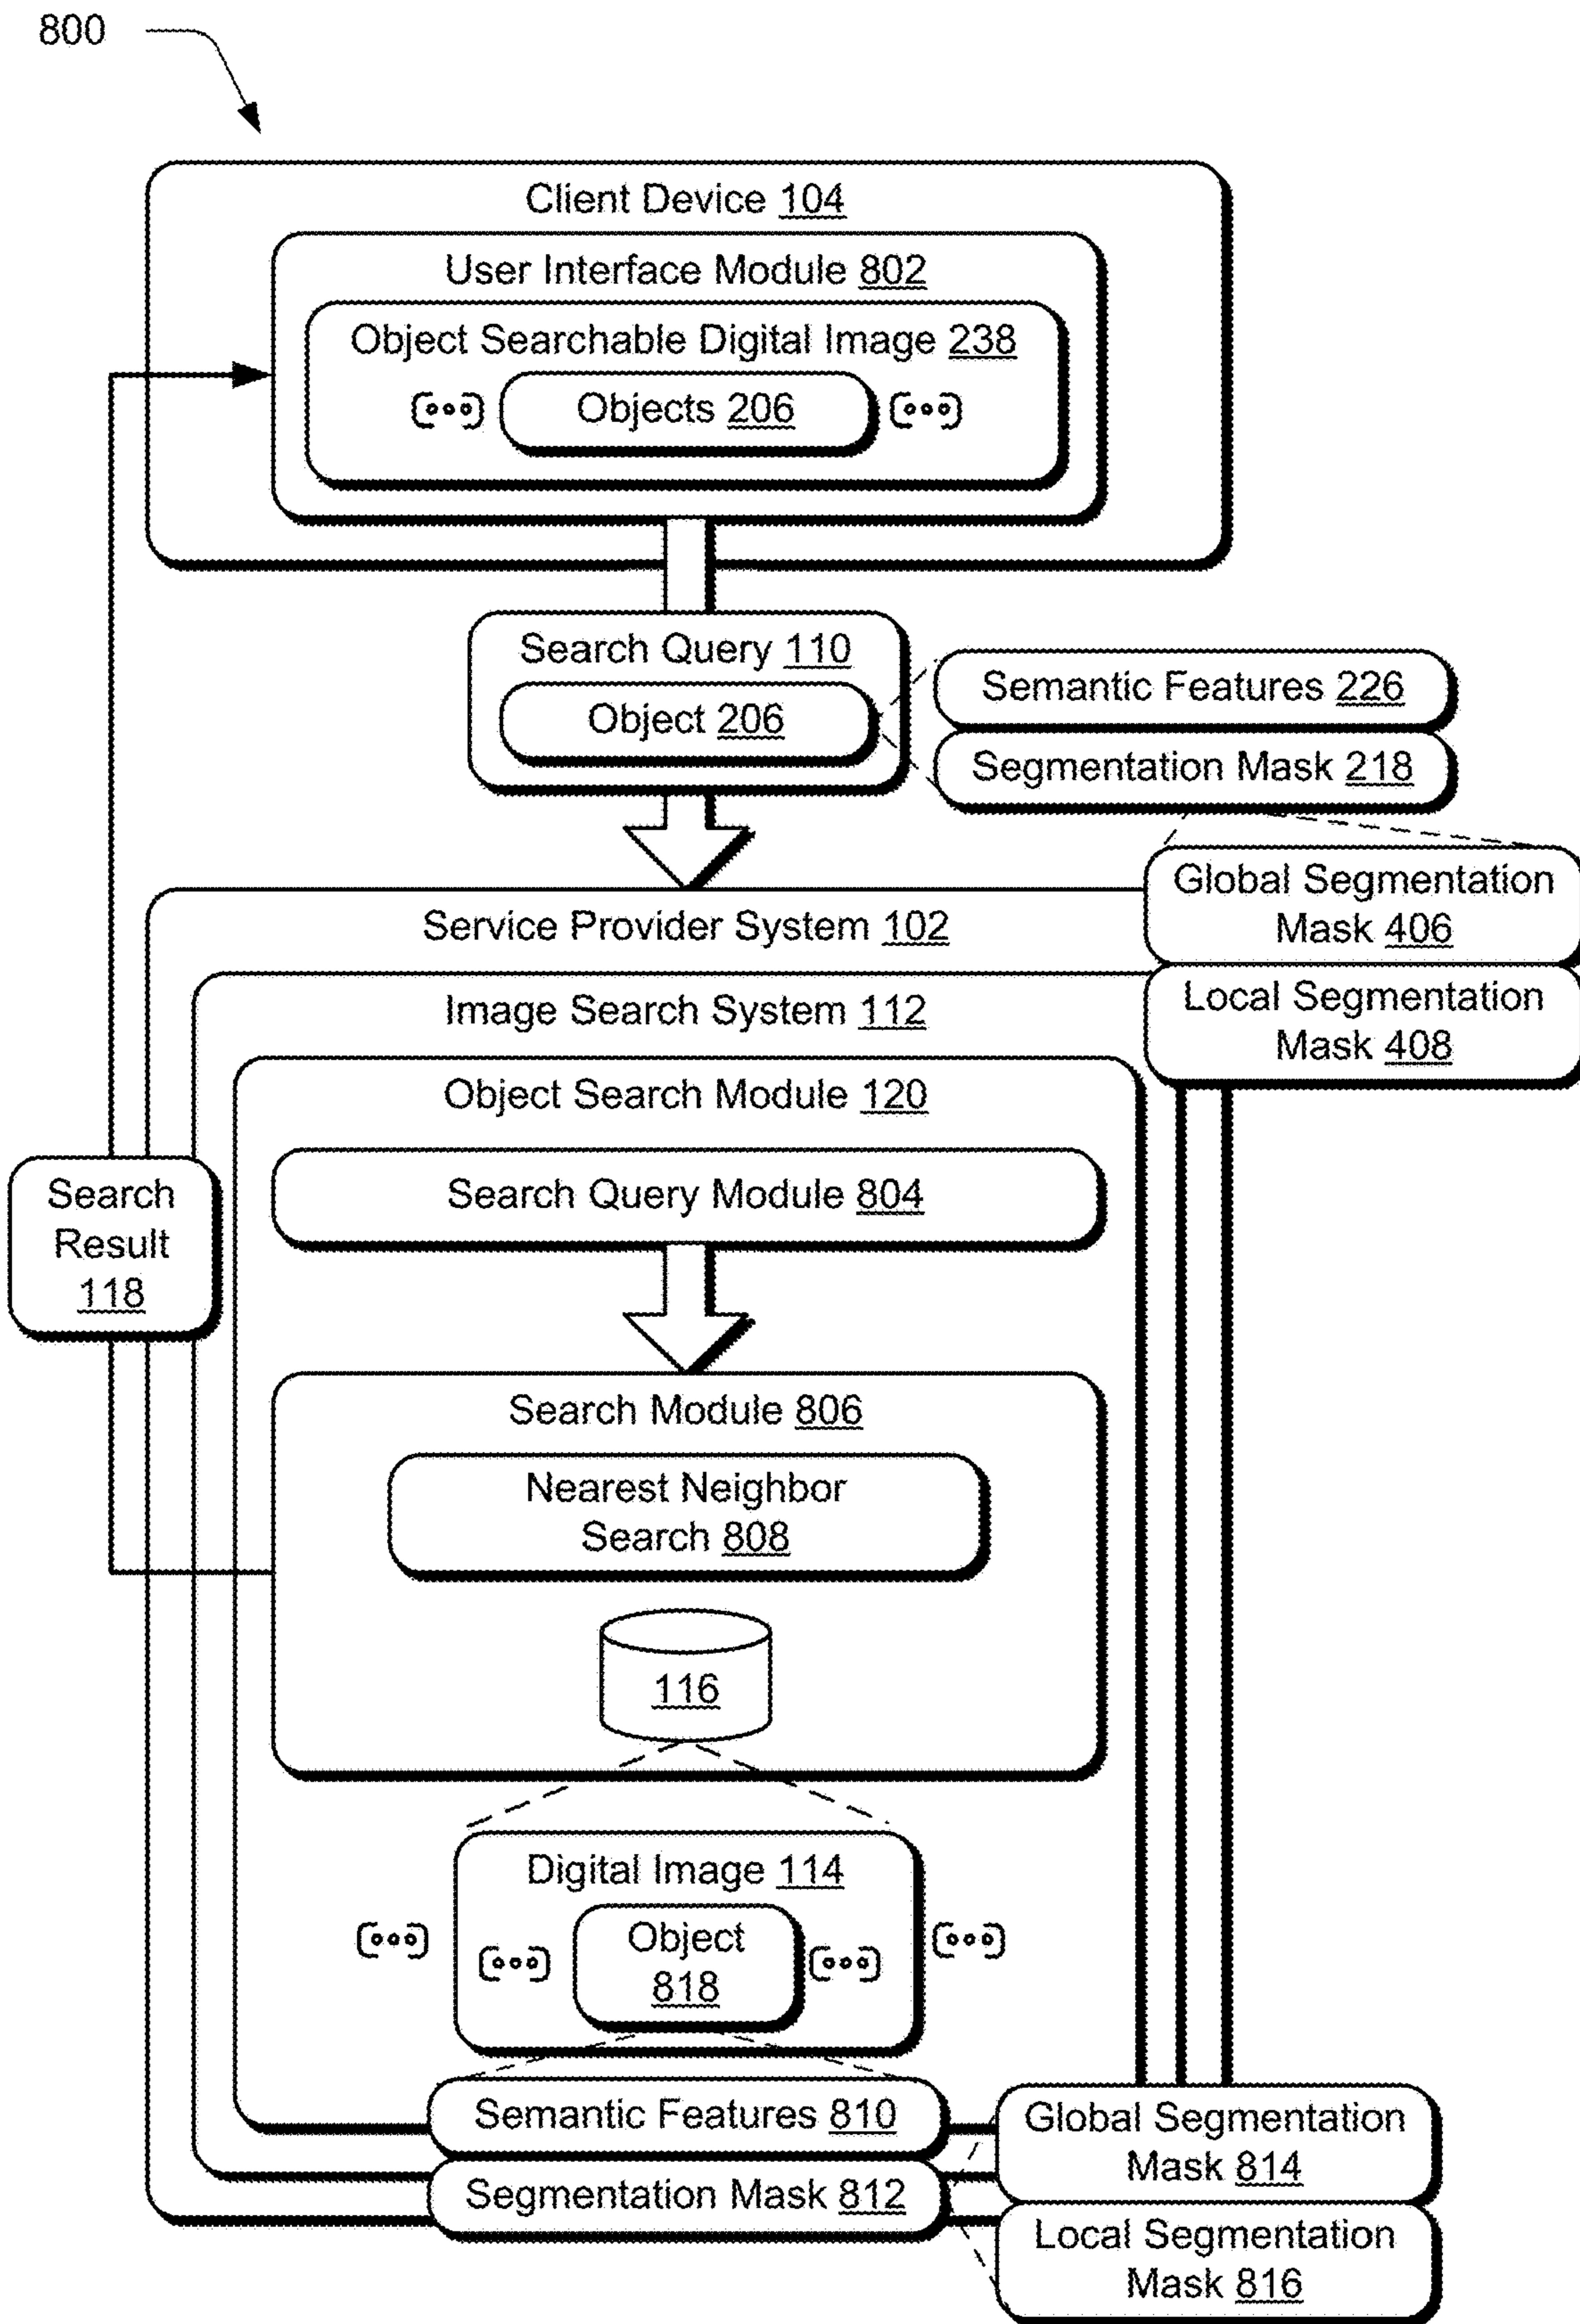 800
Client Device 104
User Interface Module 802
Object Searchable Digital Image 238
Objects 206
Search Query 110
Object 206
Semantic Features 226
Segmentation Mask 218
Global Segmentation
Mask 406
Service Provider System 102
Local Segmentation
Mask 408
Image Search System 112
Object Search Module 120
Search Query Module 804
Search
Result
118
Search Module 806
Nearest Neighbor
Search 808
116
Digital Image 114
Object
818
Semantic Features 810
Segmentation Mask 812
Global Segmentation
Mask 814
Local Segmentation
Mask 816